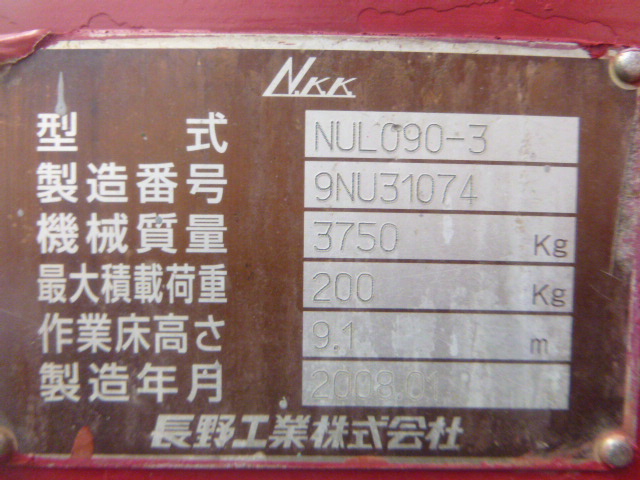 N.K.K.
型式 NUL090-3
製造番号 9NU31074
機械質量 3750 Kg
最大積載荷重 200 Kg
作業床高さ 9.1 m
製造年月
長野工業株式会社